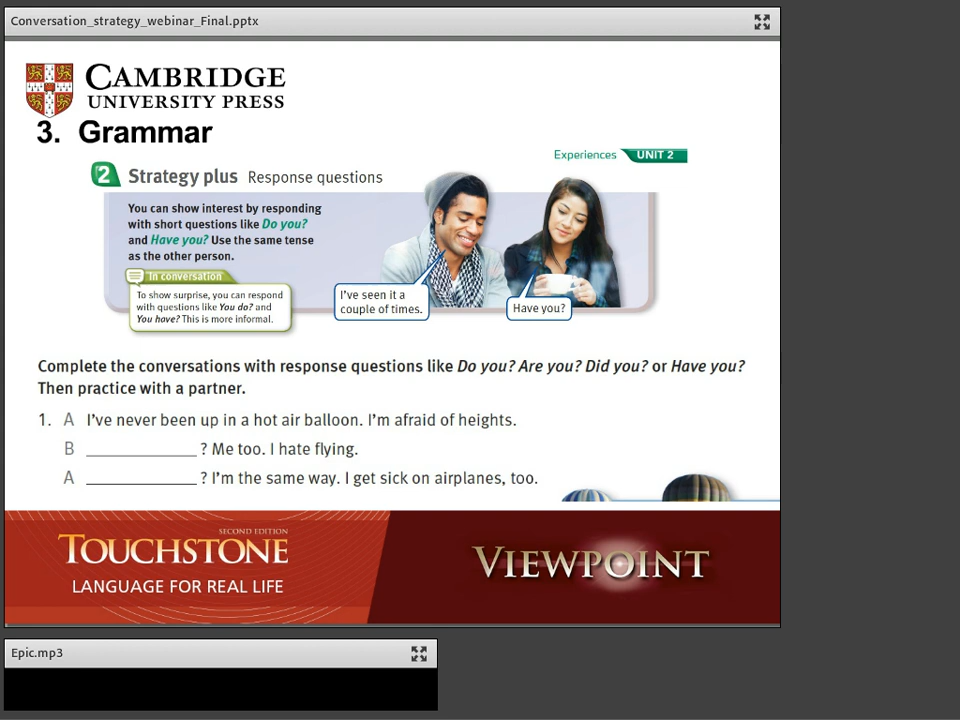 Conversation_strategy_webinar_Final.pptx
CAMBRIDGE
UNIVERSITY PRESS
3. Grammar
Experiences UNIT 2
2 Strategy plus Response questions
You can show interest by responding
with short questions like Do you?
and Have you? Use the same tense
as the other person.
In conversation
To show surprise, you can respond
with questions like You do? and
You have? This is more informal.
I've seen it a
couple of times.
Have you?
Complete the conversations with response questions like Do you? Are you? Did you? or Have you?
Then practice with a partner.
1. A I've never been up in a hot air balloon. I'm afraid of heights.
B ____________ ? Me too. I hate flying.
A ____________ ? I'm the same way. I get sick on airplanes, too.
SECOND EDITION
TOUCHSTONE
LANGUAGE FOR REAL LIFE
VIEWPOINT
Epic.mp3